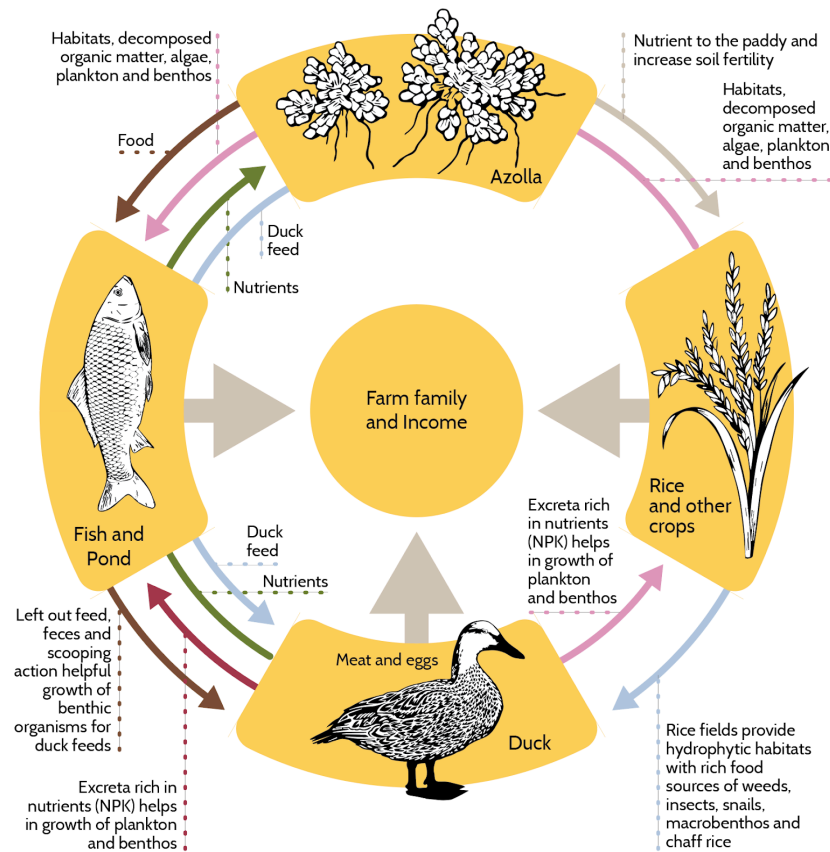 Habitats, decomposed
organic matter, algae,
plankton and benthos
Food
Nutrient to the paddy and
increase soil fertility
Habitats,
decomposed
organic matter,
algae, plankton
and benthos
Azolla
Duck
feed
Nutrients
Farm family
and Income
Fish and
Pond
Rice
and other
crops
Duck
feed
Nutrients
Excreta rich
in nutrients
(NPK) helps
in growth of
plankton
and benthos
Left out feed,
feces and
scooping
action helpful
growth of
benthic
organisms for
duck feeds
Meat and eggs
Duck
Excreta rich in
nutrients (NPK) helps
in growth of plankton
and benthos
Rice fields provide
hydrophytic habitats
with rich food
sources of weeds,
insects, snails,
macrobenthos and
chaff rice